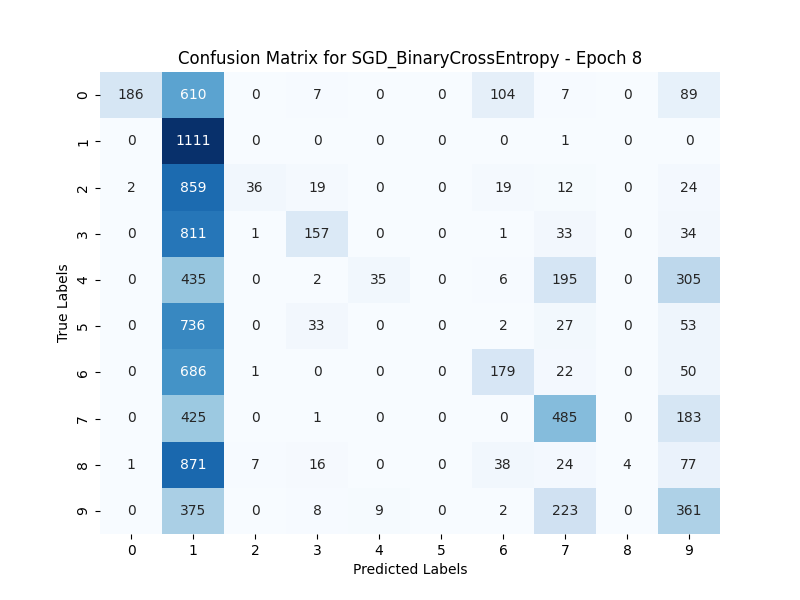 Confusion Matrix for SGD_BinaryCrossEntropy - Epoch 8
True Labels
0 186 610 0 7 0 0 104 7 0 89
1 0 1111 0 0 0 0 0 1 0 0
2 2 859 36 19 0 0 19 12 0 24
3 0 811 1 157 0 0 1 33 0 34
4 0 435 0 2 35 0 6 195 0 305
5 0 736 0 33 0 0 2 27 0 53
6 0 686 1 0 0 0 179 22 0 50
7 0 425 0 1 0 0 0 485 0 183
8 1 871 7 16 0 0 38 24 4 77
9 0 375 0 8 9 0 2 223 0 361
0 1 2 3 4 5 6 7 8 9
Predicted Labels